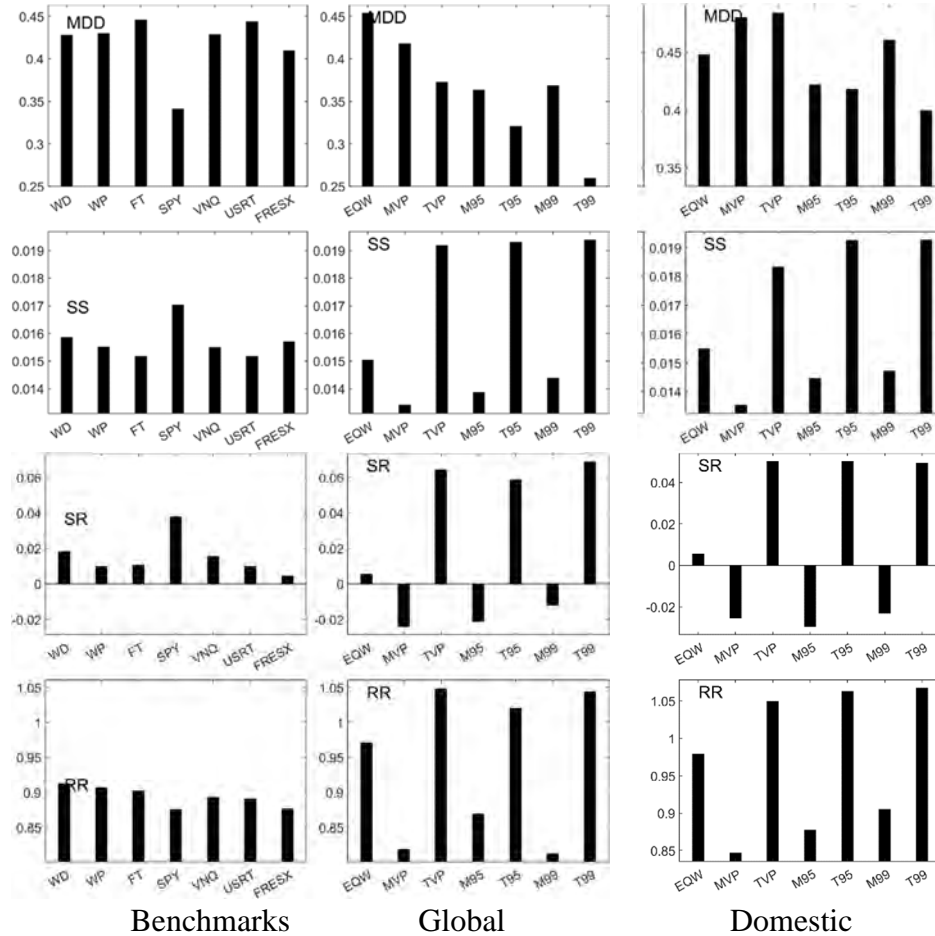 MDD
0.45
0.4
0.35
0.3
0.25
WD WP FT SPY VNQ USRT FRESX
MDD
0.45
0.4
0.35
0.3
0.25
EQW MVP TVP M95 T95 M99 T99
MDD
0.45
0.4
0.35
EQW MVP TVP M95 T95 M99 T99
SS
0.019
0.018
0.017
0.016
0.015
0.014
WD WP FT SPY VNQ USRT FRESX
SS
0.019
0.018
0.017
0.016
0.015
0.014
EQW MVP TVP M95 T95 M99 T99
SS
0.019
0.018
0.017
0.016
0.015
0.014
EQW MVP TVP M95 T95 M99 T99
SR
0.06
0.04
0.02
0
-0.02
WD WP FT SPY VNQ USRT FRESX
SR
0.06
0.04
0.02
0
-0.02
EQW MVP TVP M95 T95 M99 T99
SR
0.04
0.02
0
-0.02
EQW MVP TVP M95 T95 M99 T99
RR
1.05
1
0.95
0.9
0.85
WD WP FT SPY VNQ USRT FRESX
RR
1.05
1
0.95
0.9
0.85
EQW MVP TVP M95 T95 M99 T99
RR
1.05
1
0.95
0.9
0.85
EQW MVP TVP M95 T95 M99 T99
Benchmarks Global Domestic